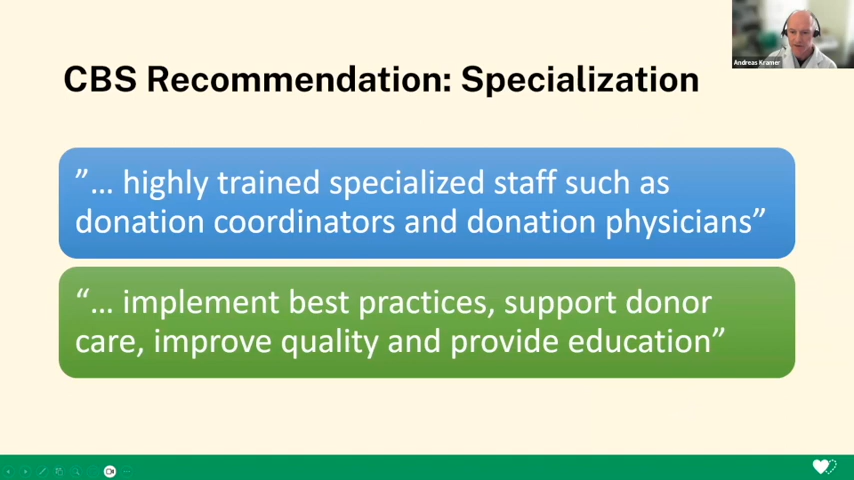 Andreas Kramer
CBS Recommendation: Specialization
”… highly trained specialized staff such as
donation coordinators and donation physicians”
“… implement best practices, support donor
care, improve quality and provide education”